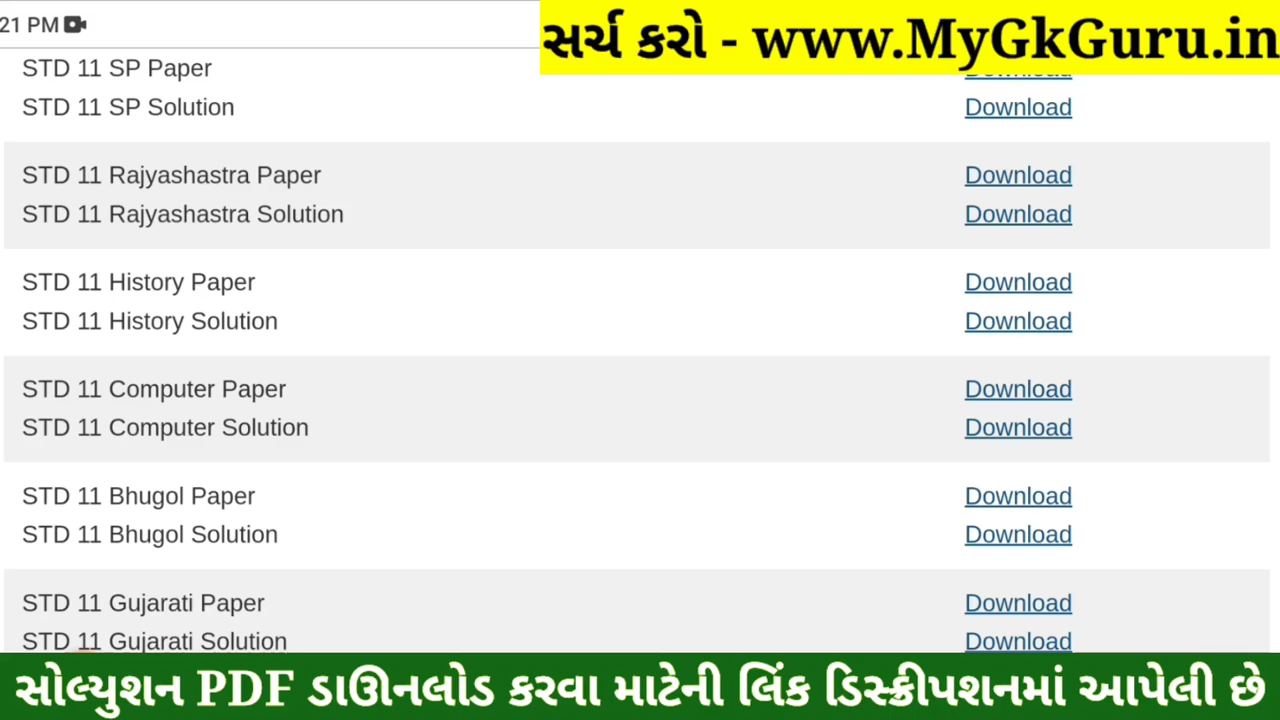 21 PM
સર્ચ કરો - www.MyGkGuru.in
STD 11 SP Paper Download
STD 11 SP Solution Download
STD 11 Rajyashastra Paper Download
STD 11 Rajyashastra Solution Download
STD 11 History Paper Download
STD 11 History Solution Download
STD 11 Computer Paper Download
STD 11 Computer Solution Download
STD 11 Bhugol Paper Download
STD 11 Bhugol Solution Download
STD 11 Gujarati Paper Download
STD 11 Gujarati Solution Download
સોલ્યુશન PDF ડાઊનલોડ કરવા માટેની લિંક ડિસ્ક્રીપશનમાં આપેલી છે